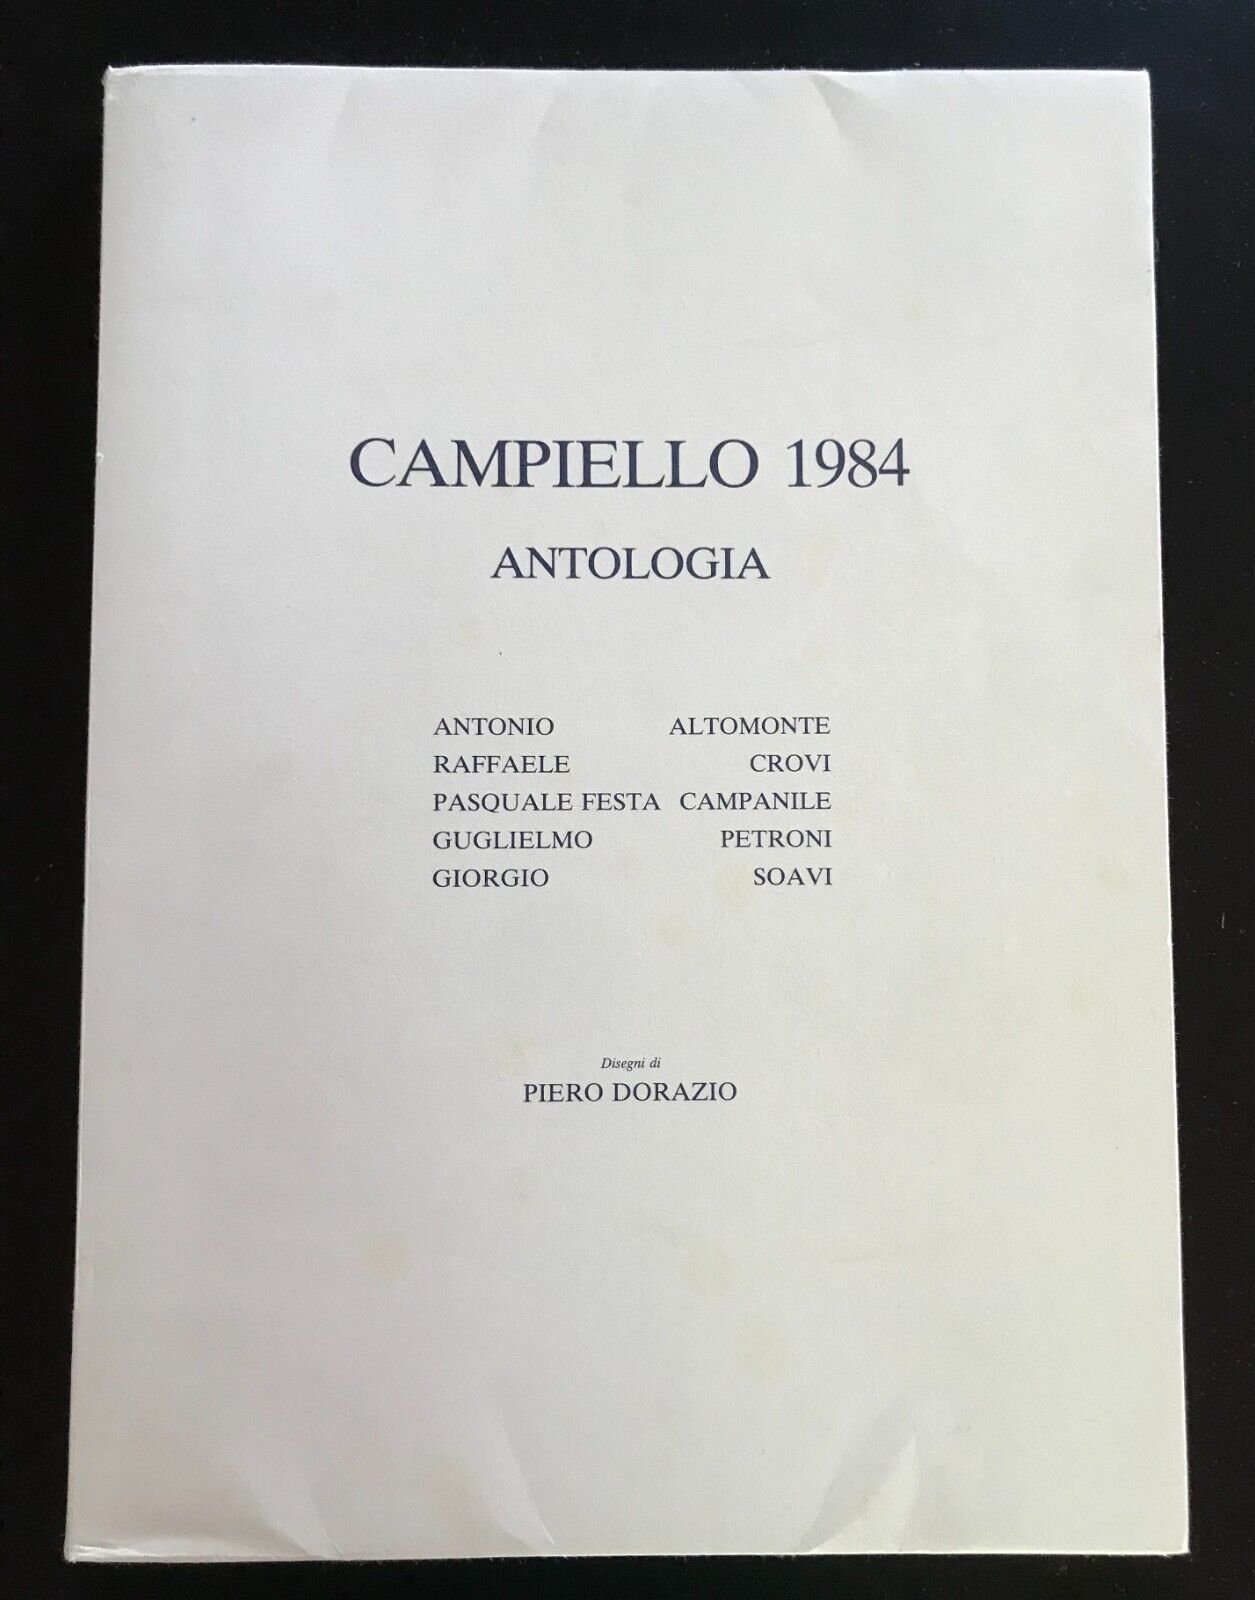 CAMPIELLO 1984
ANTOLOGIA
ANTONIO ALTOMONTE
RAFFAELE CROVI
PASQUALE FESTA CAMPANILE
GUGLIELMO PETRONI
GIORGIO SOAVI
Disegni di
PIERO DORAZIO